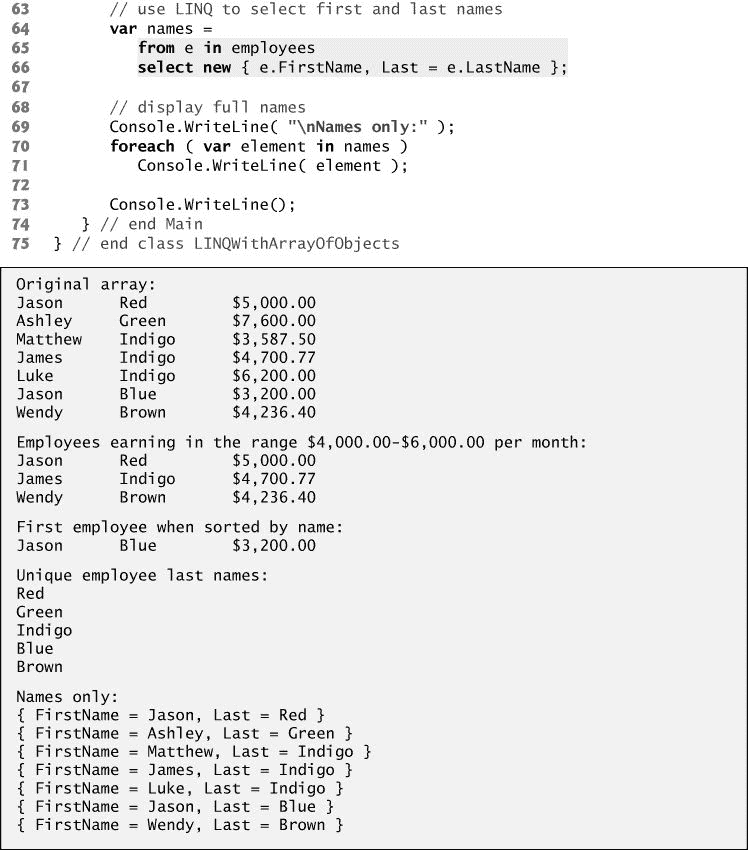 63 // use LINQ to select first and last names
64 var names =
65 from e in employees
66 select new { e.FirstName, Last = e.LastName };
67
68 // display full names
69 Console.WriteLine( "\nNames only:" );
70 foreach ( var element in names )
71 Console.WriteLine( element );
72
73 Console.WriteLine();
74 } // end Main
75 } // end class LINQWithArrayOfObjects
Original array:
Jason Red $5,000.00
Ashley Green $7,600.00
Matthew Indigo $3,587.50
James Indigo $4,700.77
Luke Indigo $6,200.00
Jason Blue $3,200.00
Wendy Brown $4,236.40
Employees earning in the range $4,000.00-$6,000.00 per month:
Jason Red $5,000.00
James Indigo $4,700.77
Wendy Brown $4,236.40
First employee when sorted by name:
Jason Blue $3,200.00
Unique employee last names:
Red
Green
Indigo
Blue
Brown
Names only:
{ FirstName = Jason, Last = Red }
{ FirstName = Ashley, Last = Green }
{ FirstName = Matthew, Last = Indigo }
{ FirstName = James, Last = Indigo }
{ FirstName = Luke, Last = Indigo }
{ FirstName = Jason, Last = Blue }
{ FirstName = Wendy, Last = Brown }